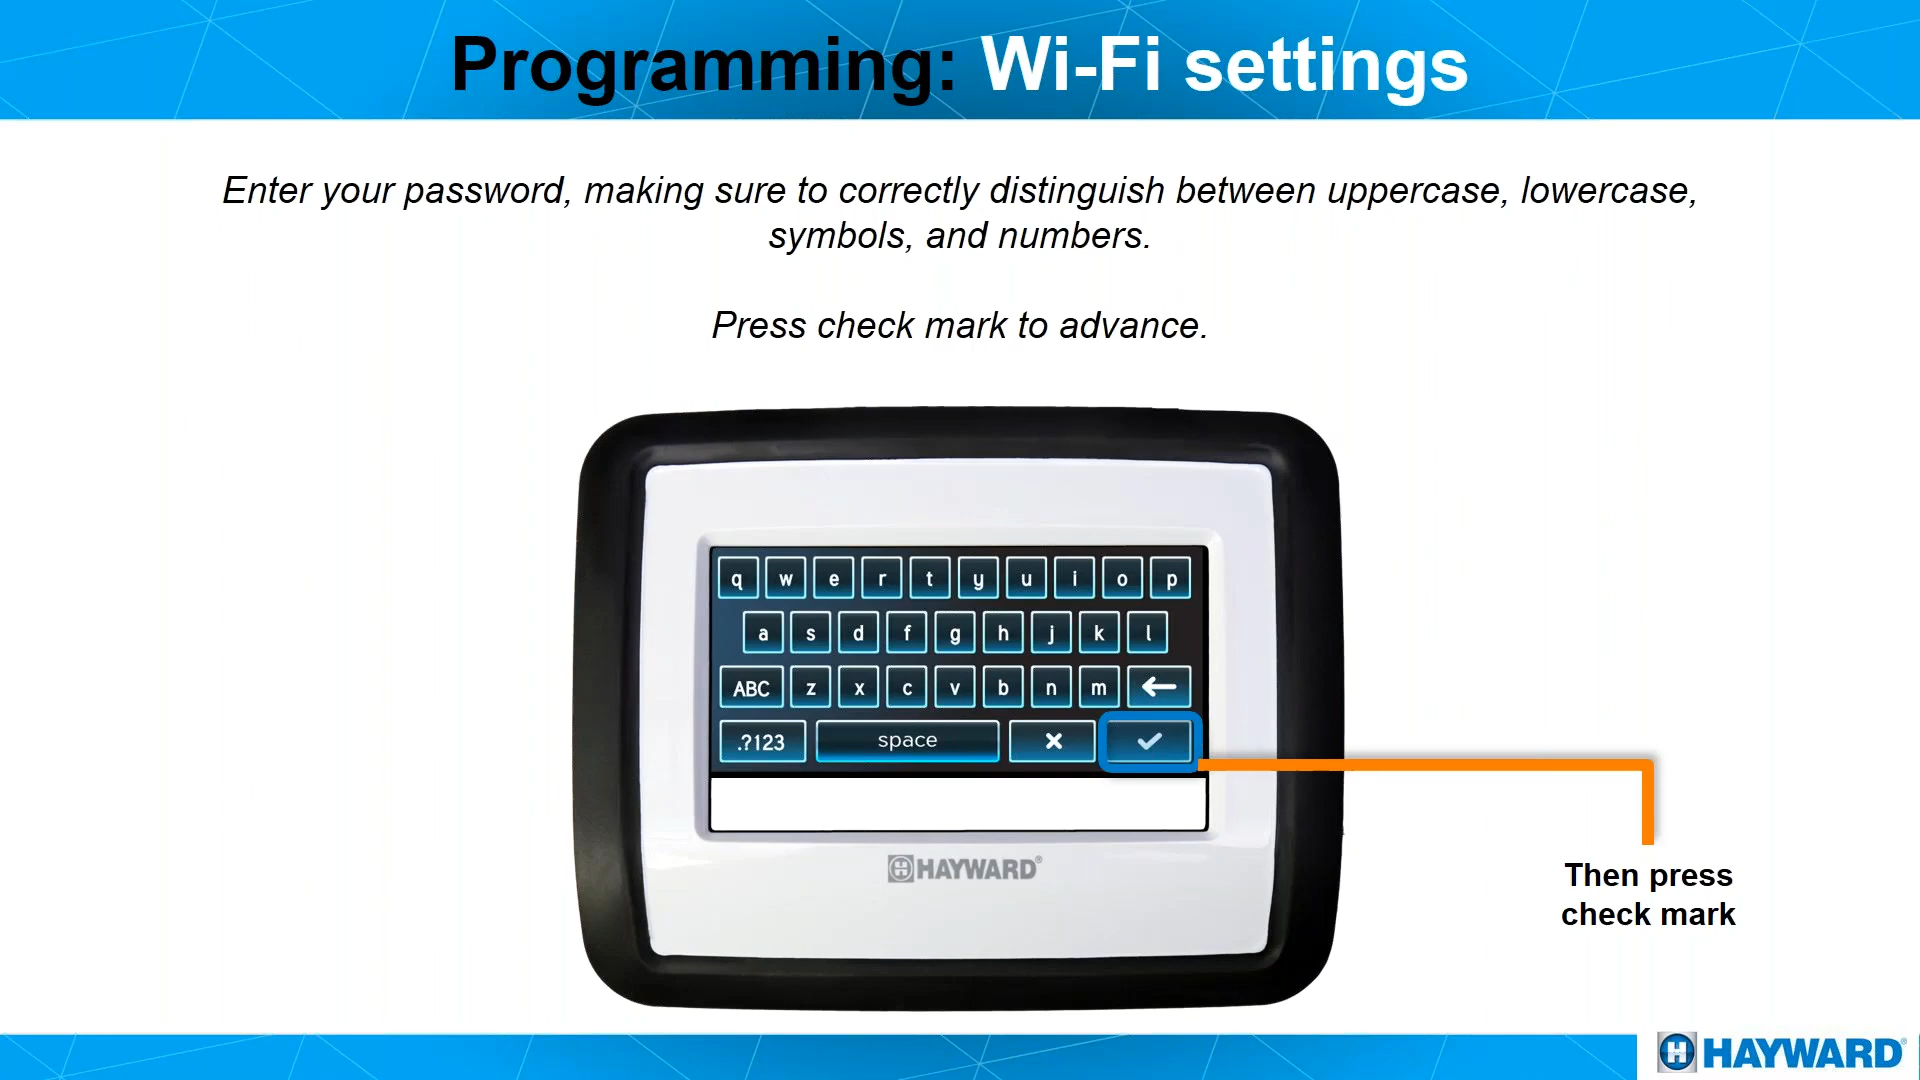 Programming: Wi-Fi settings
Enter your password, making sure to correctly distinguish between uppercase, lowercase,
symbols, and numbers.
Press check mark to advance.
q w e r t y u i o p
a s d f g h j k l
ABC z x c v b n m
.?123 space
HAYWARD®
Then press
check mark
HAYWARD®